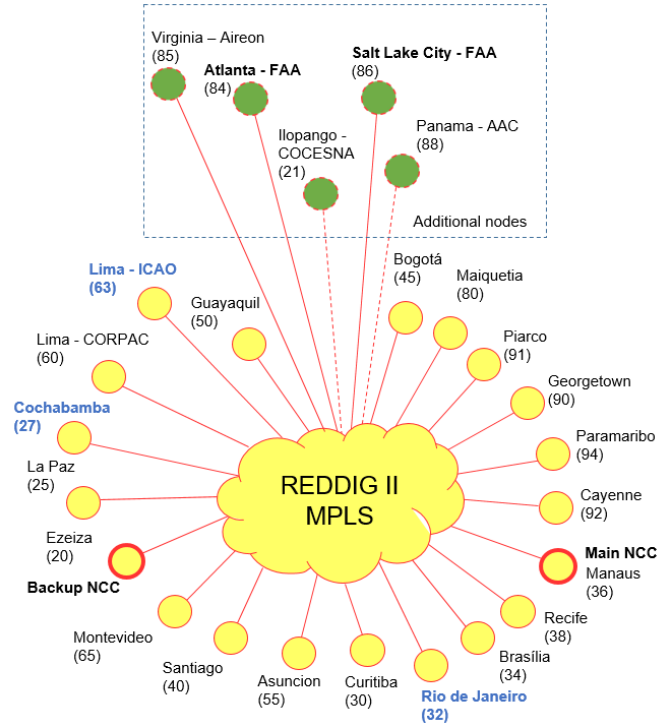 Virginia – Aireon
(85)
Atlanta - FAA
(84)
Salt Lake City - FAA
(86)
Ilopango -
COCESNA
(21)
Panama - AAC
(88)
Additional nodes
Lima - ICAO
(63)
Guayaquil
(50)
Bogotá
(45)
Maiquetia
(80)
Lima - CORPAC
(60)
Piarco
(91)
Georgetown
(90)
Cochabamba
(27)
Paramaribo
(94)
La Paz
(25)
REDDIG II
MPLS
Cayenne
(92)
Ezeiza
(20)
Backup NCC
Main NCC
Manaus
(36)
Montevideo
(65)
Santiago
(40)
Asuncion
(55)
Curitiba
(30)
Rio de Janeiro
(32)
Brasília
(34)
Recife
(38)